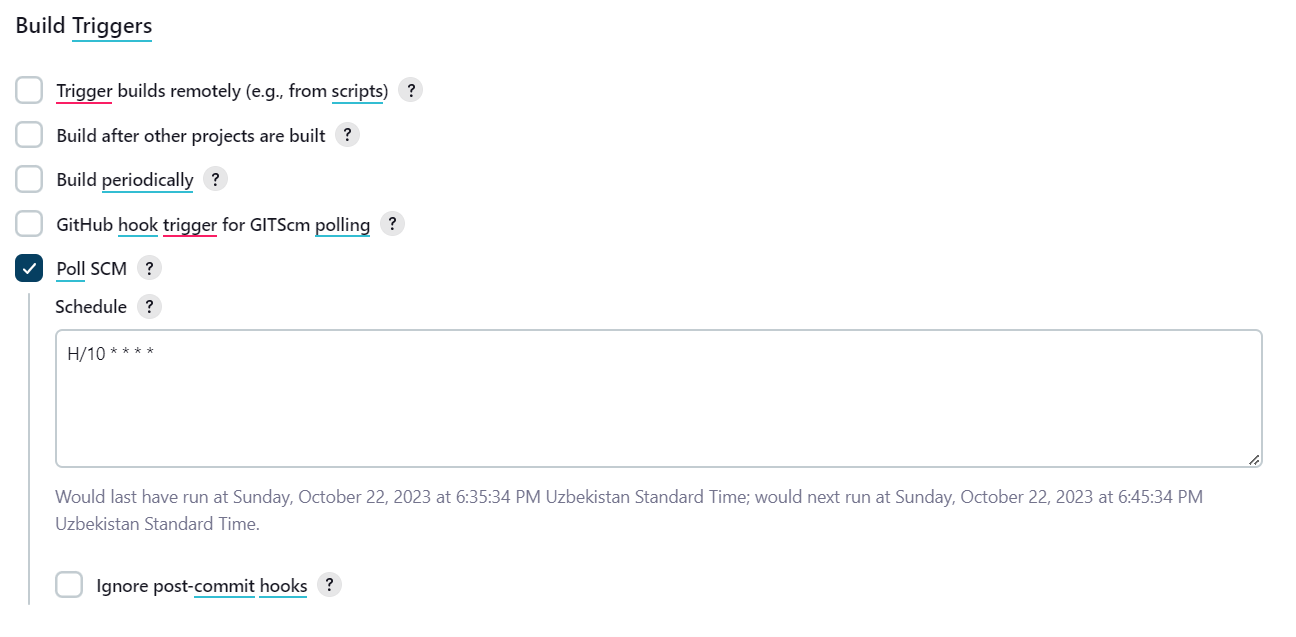 Build Triggers
Trigger builds remotely (e.g., from scripts) ?
Build after other projects are built ?
Build periodically ?
GitHub hook trigger for GITScm polling ?
Poll SCM ?
Schedule ?
H/10 * * * *
Would last have run at Sunday, October 22, 2023 at 6:35:34 PM Uzbekistan Standard Time; would next run at Sunday, October 22, 2023 at 6:45:34 PM
Uzbekistan Standard Time.
Ignore post-commit hooks ?